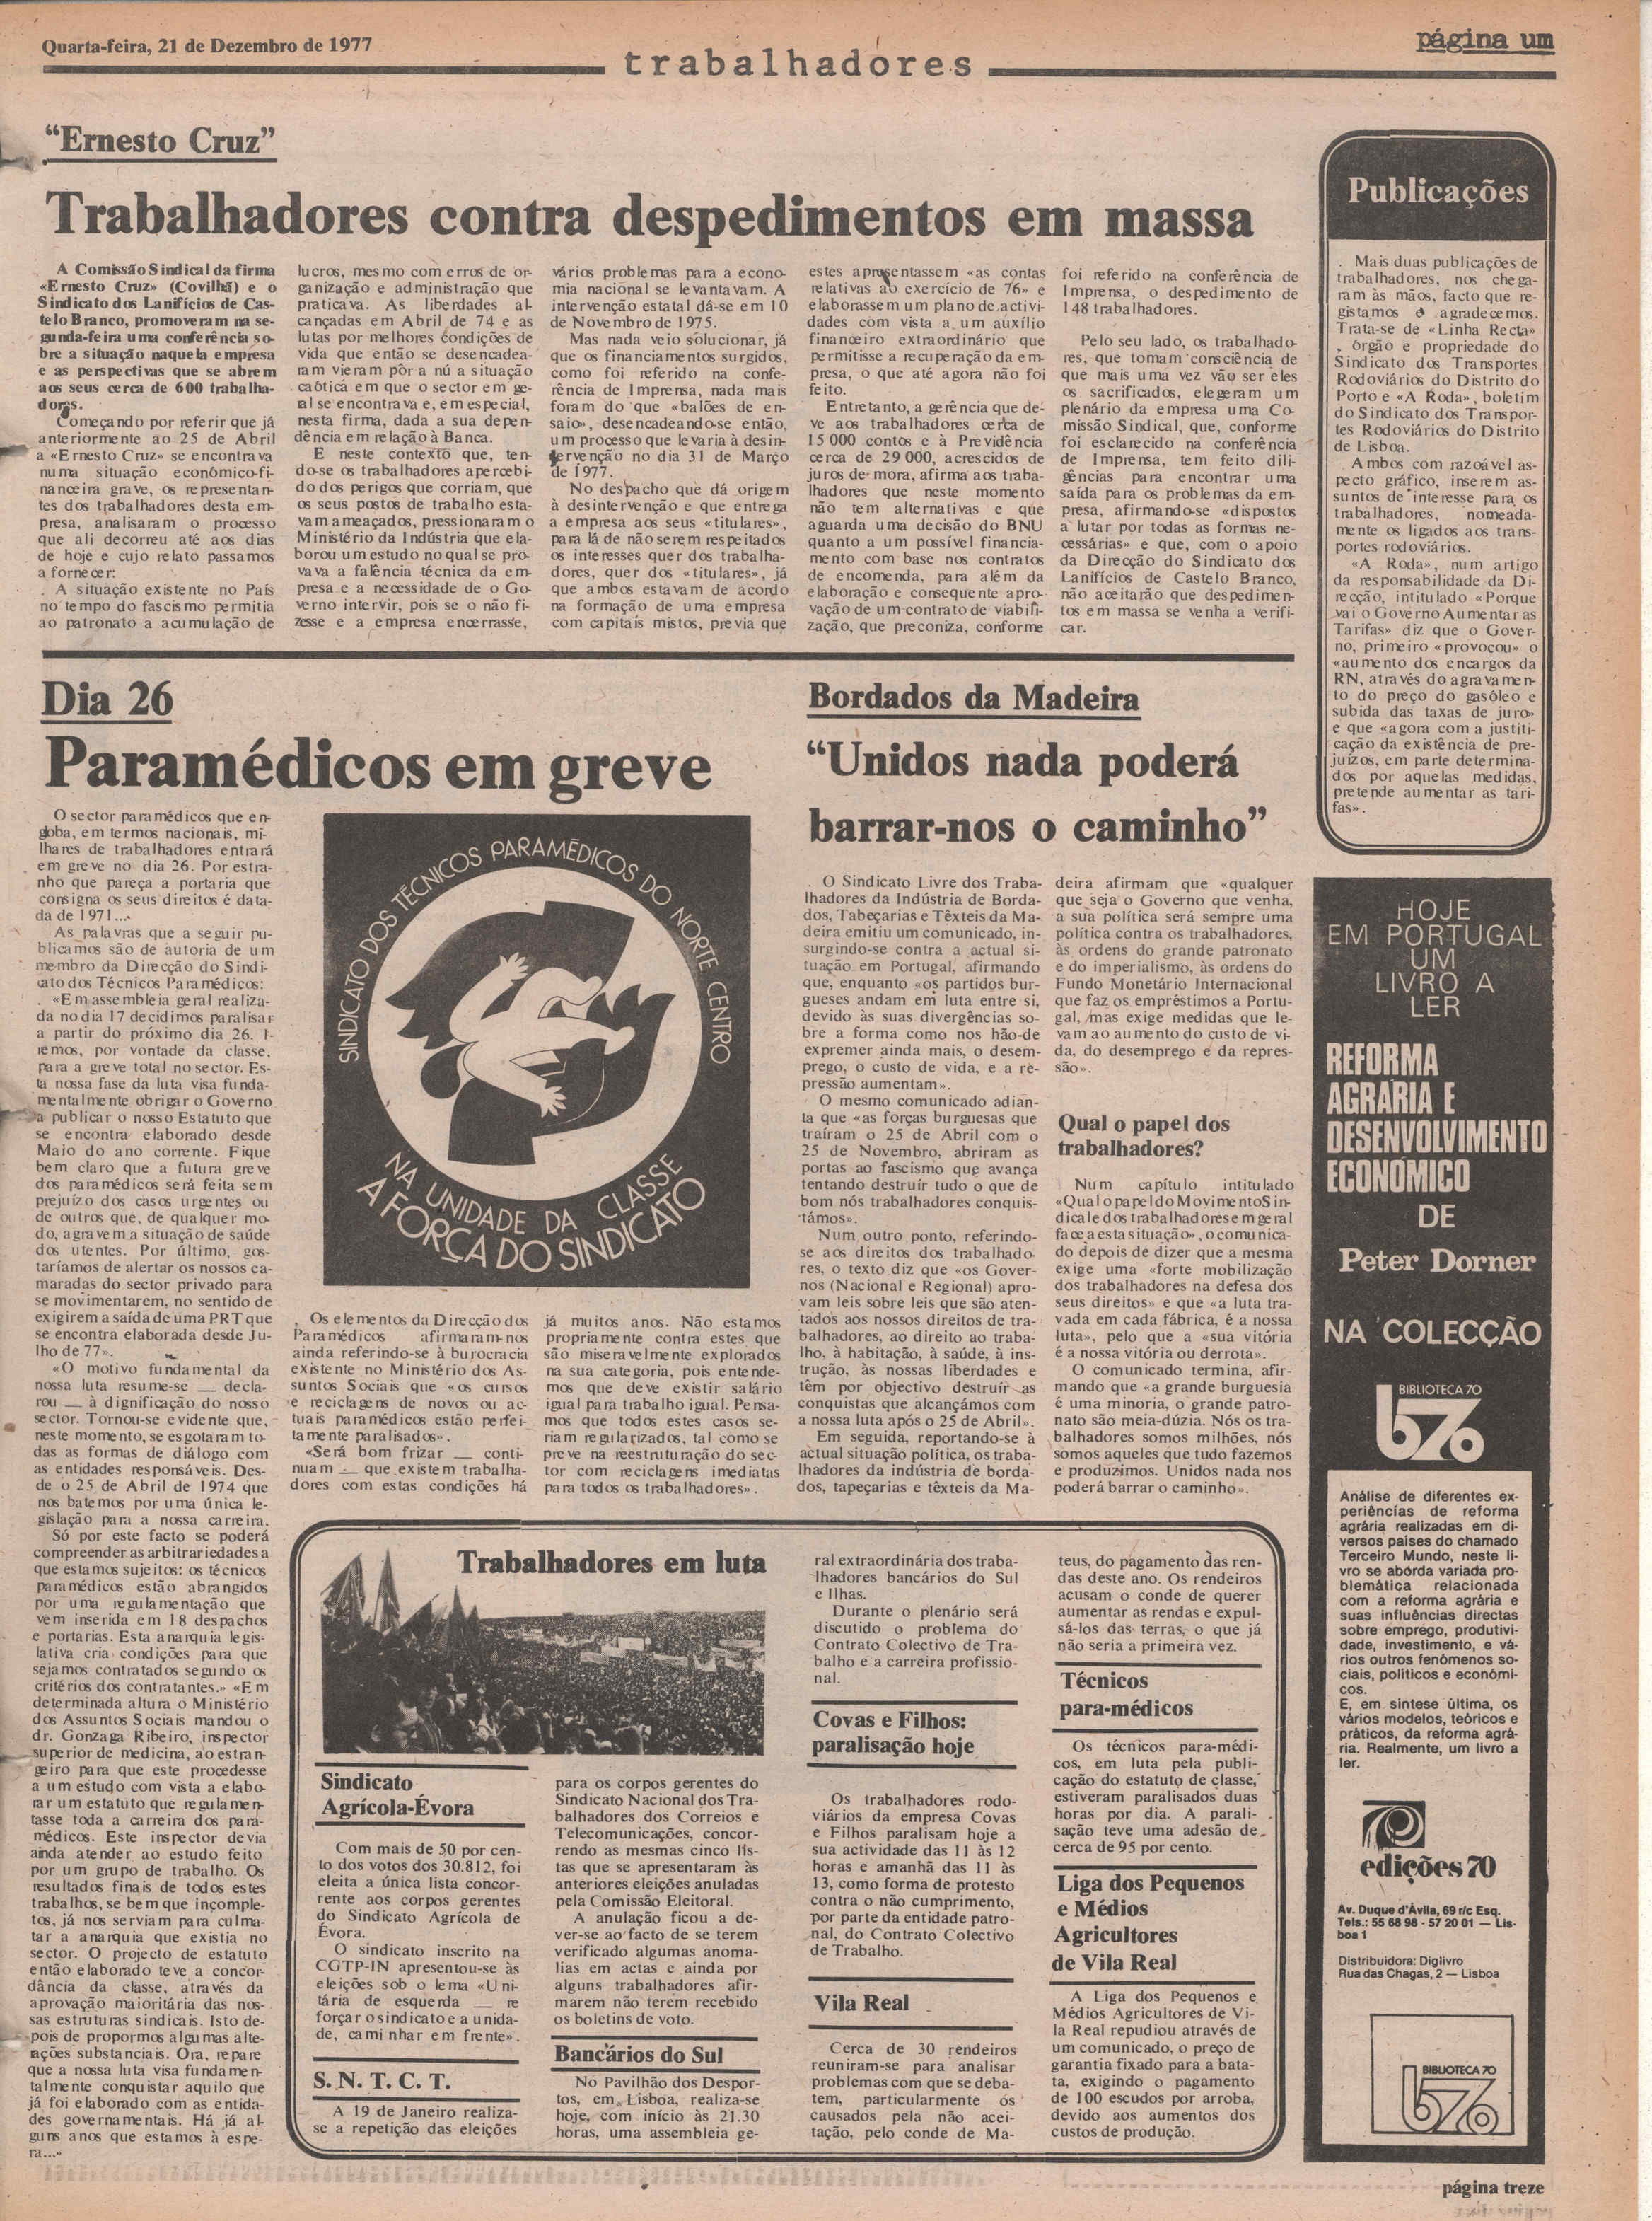 Quarta-feira, 21 de Dezembro de 1977
trabalhadores
página um
“Ernesto Cruz”
Trabalhadores contra despedimentos em massa
A Comissão Sindical da firma
«Ernesto Cruz» (Covilhã) e o
Sindicato dos Lanifícios de Cas-
telo Branco, promoveram na se-
gunda-feira uma conferência so-
bre a situação naquela empresa
e as perspectivas que se abrem
aos seus cerca de 600 trabalha-
dores.
Começando por referir que já
anteriormente ao 25 de Abril
a «Ernesto Cruz» se encontrava
numa situação económico-fi-
nanceira grave, os representan-
tes dos trabalhadores desta em-
presa, analisaram o processo
que ali decorreu até aos dias
de hoje e cujo relato passamos
a fornecer:
A situação existente no País
no tempo do fascismo permitia
ao patronato a acumulação de
lucros, mesmo com erros de or-
ganização e administração que
praticava. As liberdades al-
cançadas em Abril de 74 e as
lutas por melhores condições de
vida que então se desencadea-
ram vieram pôr a nú a situação
caótica em que o sector em ge-
al se encontrava e, em especial,
nesta firma, dada a sua depen-
dência em relação à Banca.
E neste contexto que, ten-
do-se os trabalhadores apercebi-
do dos perigos que corriam, que
os seus postos de trabalho esta-
vam ameaçados, pressionaram o
Ministério da Indústria que ela-
borou um estudo no qual se pro-
vava a falência técnica da em-
presa e a necessidade de o Go-
verno intervir, pois se o não fi-
zesse e a empresa encerrasse,
vários problemas para a econo-
mia nacional se levantavam. A
intervenção estatal dá-se em 10
de Novembro de 1975.
Mas nada veio solucionar, já
que os financiamentos surgidos,
como foi referido na confe-
rência de Imprensa, nada mais
foram do que «balões de en-
saio», desencadeando-se então,
um processo que levaria à desin-
tervenção no dia 31 de Março
de 1977.
No despacho que dá origem
à desintervenção e que entrega
a empresa aos seus «titulares»,
para lá de não serem respeitados
os interesses quer dos trabalha-
dores, quer dos «titulares», já
que ambos estavam de acordo
na formação de uma empresa
com capitais mistos, previa que
estes apresentassem «as contas
relativas ao exercício de 76» e
elaborassem um plano de activi-
dades com vista a um auxílio
financeiro extraordinário que
permitisse a recuperação da em-
presa, o que até agora não foi
feito.
Entretanto, a gerência que de-
ve aos trabalhadores cerca de
15 000 contos e à Previdência
cerca de 29 000, acrescidos de
juros de mora, afirma aos traba-
lhadores que neste momento
não tem alternativas e que
aguarda uma decisão do BNU
quanto a um possível financia-
mento com base nos contratos
de encomenda, para além da
elaboração e consequente apro-
vação de um contrato de viabili-
zação, que preconiza, conforme
foi referido na conferência de
Imprensa, o despedimento de
148 trabalhadores.
Pelo seu lado, os trabalhado-
res, que tomam consciência de
que mais uma vez vão ser eles
os sacrificados, elegeram um
plenário da empresa uma Co-
missão Sindical, que, conforme
foi esclarecido na conferência
de Imprensa, tem feito dili-
gências para encontrar uma
saída para os problemas da em-
presa, afirmando-se «dispostos
a lutar por todas as formas ne-
cessárias» e que, com o apoio
da Direcção do Sindicato dos
Lanifícios de Castelo Branco,
não aceitarão que despedimen-
tos em massa se venha a verifi-
car.
Publicações
Mais duas publicações de
trabalhadores, nos chega-
ram às mãos, facto que re-
gistamos e agradecemos.
Trata-se de «Linha Recta»
, órgão e propriedade do
Sindicato dos Transportes
Rodoviários do Distrito do
Porto e «A Roda», boletim
do Sindicato dos Transpor-
tes Rodoviários do Distrito
de Lisboa.
Ambos com razoável as-
pecto gráfico, inserem as-
suntos de interesse para os
trabalhadores, nomeada-
mente os ligados aos trans-
portes rodoviários.
«A Roda», num artigo
da responsabilidade da Di-
recção, intitulado «Porque
vai o Governo Aumentar as
Tarifas» diz que o Gover-
no, primeiro «provocou» o
«aumento dos encargos da
RN, através do agravamen-
to do preço do gasóleo e
subida das taxas de juro»
e que «agora com a justiti-
cação da existência de pre-
juízos, em parte determina-
dos por aquelas medidas,
pretende aumentar as tari-
fas».
Dia 26
Paramédicos em greve
O sector paramédicos que en-
globa, em termos nacionais, mi-
lhares de trabalhadores entrará
em greve no dia 26. Por estra-
nho que pareça a portaria que
consigna os seus direitos é data-
da de 1971...
As palavras que a seguir pu-
blicamos são de autoria de um
membro da Direcção do Sindi-
cato dos Técnicos Paramédicos:
«Em assembleia geral realiza-
da no dia 17 decidimos paralisar
a partir do próximo dia 26. I-
remos, por vontade da classe,
para a greve total no sector. Es-
ta nossa fase da luta visa funda-
mentalmente obrigar o Governo
a publicar o nosso Estatuto que
se encontra elaborado desde
Maio do ano corrente. Fique
bem claro que a futura greve
dos paramédicos será feita sem
prejuízo dos casos urgentes ou
de outros que, de qualquer mo-
do, agravem a situação de saúde
dos utentes. Por último, gos-
taríamos de alertar os nossos ca-
maradas do sector privado para
se movimentarem, no sentido de
exigirem a saída de uma PRT que
se encontra elaborada desde Ju-
lho de 77».
«O motivo fundamental da
nossa luta resume-se — decla-
rou — à dignificação do nosso
sector. Tornou-se evidente que,
neste momento, se esgotaram to-
das as formas de diálogo com
as entidades responsáveis. Des-
de o 25 de Abril de 1974 que
nos batemos por uma única le-
gislação para a nossa carreira.
Só por este facto se poderá
compreender as arbitrariedades a
que estamos sujeitos: os técnicos
paramédicos estão abrangidos
por uma regulamentação que
vem inserida em 18 despachos
e portarias. Esta anarquia legis-
lativa cria condições para que
sejamos contratados segundo os
critérios dos contratantes.» «Em
determinada altura o Ministério
dos Assuntos Sociais mandou o
dr. Gonzaga Ribeiro, inspector
superior de medicina, ao estran-
geiro para que este procedesse
a um estudo com vista a elabo-
rar um estatuto que regulamen-
tasse toda a carreira dos para-
médicos. Este inspector devia
ainda atender ao estudo feito
por um grupo de trabalho. Os
resultados finais de todos estes
trabalhos, se bem que incomple-
tos, já nos serviam para culma-
tar a anarquia que existia no
sector. O projecto de estatuto
então elaborado teve a concor-
dância da classe, através da
aprovação maioritária das nos-
sas estruturas sindicais. Isto de-
pois de propormos algumas alte-
rações substanciais. Ora, repare
que a nossa luta visa fundamen-
talmente conquistar aquilo que
já foi elaborado com as entida-
des governamentais. Há já al-
guns anos que estamos à espe-
ra...»
SINDICATO DOS TÉCNICOS PARAMÉDICOS DO NORTE CENTRO
NA UNIDADE DA CLASSE
A FORÇA DO SINDICATO
Os elementos da Direcção dos
Paramédicos afirmaram-nos
ainda referindo-se à burocracia
existente no Ministério dos As-
suntos Sociais que «os cursos
e reciclagens de novos ou ac-
tuais paramédicos estão perfei-
tamente paralisados».
«Será bom frizar — conti-
nuam — que existem trabalha-
dores com estas condições há
já muitos anos. Não estamos
propriamente contra estes que
são miseravelmente explorados
na sua categoria, pois entende-
mos que deve existir salário
igual para trabalho igual. Pensa-
mos que todos estes casos se-
riam regularizados, tal como se
preve na reestruturação do sec-
tor com reciclagens imediatas
para todos os trabalhadores».
Bordados da Madeira
“Unidos nada poderá
barrar-nos o caminho”
O Sindicato Livre dos Traba-
lhadores da Indústria de Borda-
dos, Tabeçarias e Têxteis da Ma-
deira emitiu um comunicado, in-
surgindo-se contra a actual si-
tuação em Portugal, afirmando
que, enquanto «os partidos bur-
gueses andam em luta entre si,
devido às suas divergências so-
bre a forma como nos hão-de
expremer ainda mais, o desem-
prego, o custo de vida, e a re-
pressão aumentam».
O mesmo comunicado adian-
ta que «as forças burguesas que
traíram o 25 de Abril com o
25 de Novembro, abriram as
portas ao fascismo que avança
tentando destruír tudo o que de
bom nós trabalhadores conquis-
támos».
Num outro ponto, referindo-
se aos direitos dos trabalhado-
res, o texto diz que «os Gover-
nos (Nacional e Regional) apro-
vam leis sobre leis que são aten-
tados aos nossos direitos de tra-
balhadores, ao direito ao traba-
lho, à habitação, à saúde, à ins-
trução, às nossas liberdades e
têm por objectivo destruír as
conquistas que alcançámos com
a nossa luta após o 25 de Abril».
Em seguida, reportando-se à
actual situação política, os traba-
lhadores da indústria de borda-
dos, tapeçarias e têxteis da Ma-
deira afirmam que «qualquer
que seja o Governo que venha,
a sua política será sempre uma
política contra os trabalhadores,
às ordens do grande patronato
e do imperialismo, às ordens do
Fundo Monetário Internacional
que faz os empréstimos a Portu-
gal, mas exige medidas que le-
vam ao aumento do custo de vi-
da, do desemprego e da repres-
são».
Qual o papel dos
trabalhadores?
Num capítulo intitulado
«Qual o papel do Movimento Sin-
dical e dos trabalhadores em geral
face a esta situação», o comunica-
do depois de dizer que a mesma
exige uma «forte mobilização
dos trabalhadores na defesa dos
seus direitos» e que «a luta tra-
vada em cada fábrica, é a nossa
luta», pelo que a «sua vitória
é a nossa vitória ou derrota».
O comunicado termina, afir-
mando que «a grande burguesia
é uma minoria, o grande patro-
nato são meia-dúzia. Nós os tra-
balhadores somos milhões, nós
somos aqueles que tudo fazemos
e produzimos. Unidos nada nos
poderá barrar o caminho».
Trabalhadores em luta
Sindicato
Agrícola-Évora
Com mais de 50 por cen-
to dos votos dos 30.812, foi
eleita a única lista concor-
rente aos corpos gerentes
do Sindicato Agrícola de
Évora.
O sindicato inscrito na
CGTP-IN apresentou-se às
eleições sob o lema «Uni-
tária de esquerda — re
forçar o sindicato e a unida-
de, caminhar em frente».
S. N. T. C. T.
A 19 de Janeiro realiza-
se a repetição das eleições
para os corpos gerentes do
Sindicato Nacional dos Tra-
balhadores dos Correios e
Telecomunicações, concor-
rendo as mesmas cinco lis-
tas que se apresentaram às
anteriores eleições anuladas
pela Comissão Eleitoral.
A anulação ficou a de-
ver-se ao facto de se terem
verificado algumas anoma-
lias em actas e ainda por
alguns trabalhadores afir-
marem não terem recebido
os boletins de voto.
Bancários do Sul
No Pavilhão dos Despor-
tos, em Lisboa, realiza-se
hoje, com início às 21.30
horas, uma assembleia ge-
ral extraordinária dos traba-
lhadores bancários do Sul
e Ilhas.
Durante o plenário será
discutido o problema do
Contrato Colectivo de Tra-
balho e a carreira profissio-
nal.
Covas e Filhos:
paralisação hoje
Os trabalhadores rodo-
viários da empresa Covas
e Filhos paralisam hoje a
sua actividade das 11 às 12
horas e amanhã das 11 às
13, como forma de protesto
contra o não cumprimento,
por parte da entidade patro-
nal, do Contrato Colectivo
de Trabalho.
Vila Real
Cerca de 30 rendeiros
reuniram-se para analisar
problemas com que se deba-
tem, particularmente os
causados pela não acei-
tação, pelo conde de Ma-
teus, do pagamento das ren-
das deste ano. Os rendeiros
acusam o conde de querer
aumentar as rendas e expul-
sá-los das terras, o que já
não seria a primeira vez.
Técnicos
para-médicos
Os técnicos para-médi-
cos, em luta pela publi-
cação do estatuto de classe,
estiveram paralisados duas
horas por dia. A parali-
sação teve uma adesão de
cerca de 95 por cento.
Liga dos Pequenos
e Médios
Agricultores
de Vila Real
A Liga dos Pequenos e
Médios Agricultores de Vi-
la Real repudiou através de
um comunicado, o preço de
garantia fixado para a bata-
ta, exigindo o pagamento
de 100 escudos por arroba,
devido aos aumentos dos
custos de produção.
HOJE
EM PORTUGAL
UM
LIVRO A
LER
REFORMA
AGRÁRIA E
DESENVOLVIMENTO
ECONÓMICO
DE
Peter Dorner
NA COLECÇÃO
BIBLIOTECA 70
b70
Análise de diferentes ex-
periências de reforma
agrária realizadas em di-
versos países do chamado
Terceiro Mundo, neste li-
vro se aborda variada pro-
blemática relacionada
com a reforma agrária e
suas influências directas
sobre emprego, produtivi-
dade, investimento, e vá-
rios outros fenómenos so-
ciais, políticos e económi-
cos.
E, em síntese última, os
vários modelos, teóricos e
práticos, da reforma agrá-
ria. Realmente, um livro a
ler.
edições 70
Av. Duque d'Ávila, 69 r/c Esq.
Tels.: 55 68 98 - 57 20 01 — Lis-
boa 1
Distribuidora: Diglivro
Rua das Chagas, 2 — Lisboa
BIBLIOTECA 70
b70
página treze